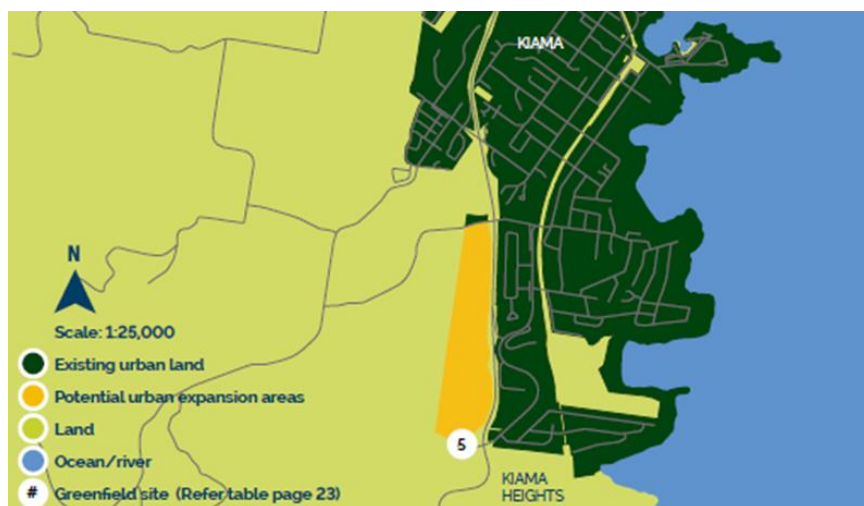 KIAMA
N
Scale: 1:25,000
Existing urban land
Potential urban expansion areas
Land
Ocean/river
# Greenfield site (Refer table page 23)
5
KIAMA
HEIGHTS